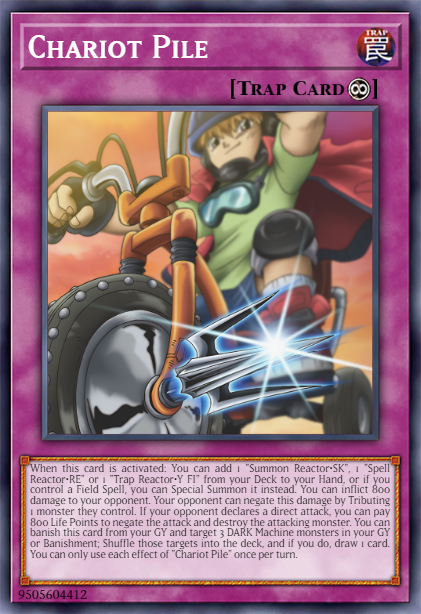 CHARIOT PILE
TRAP
罠
[TRAP CARD♾]
When this card is activated: You can add 1 "Summon Reactor・SK", 1 "Spell
Reactor・RE" or 1 "Trap Reactor・Y FI" from your Deck to your Hand, or if you
control a Field Spell, you can Special Summon it instead. You can inflict 800
damage to your opponent. Your opponent can negate this damage by Tributing
1 monster they control. If your opponent declares a direct attack, you can pay
800 Life Points to negate the attack and destroy the attacking monster. You can
banish this card from your GY and target 3 DARK Machine monsters in your GY
or Banishment; Shuffle those targets into the deck, and if you do, draw 1 card.
You can only use each effect of "Chariot Pile" once per turn.
9505604412